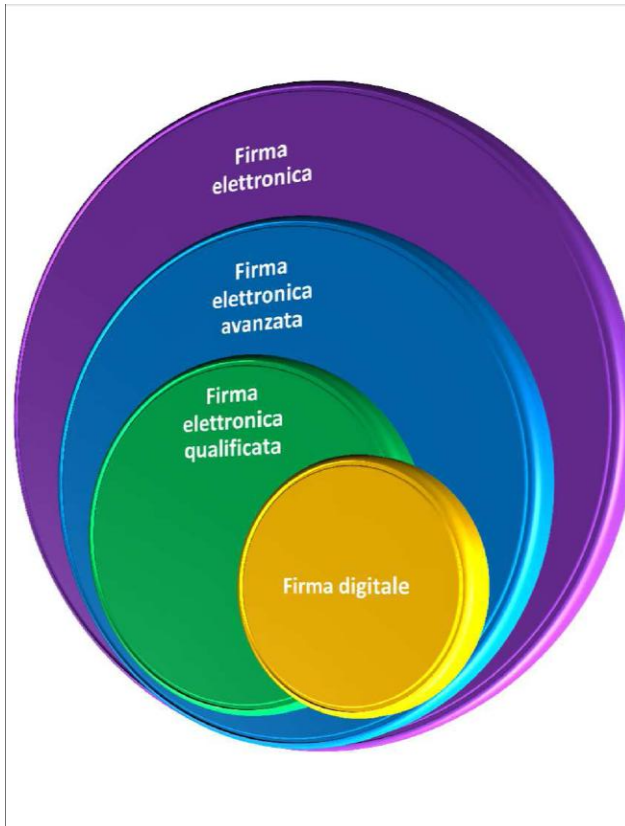 Firma
elettronica
Firma
elettronica
avanzata
Firma
elettronica
qualificata
Firma digitale